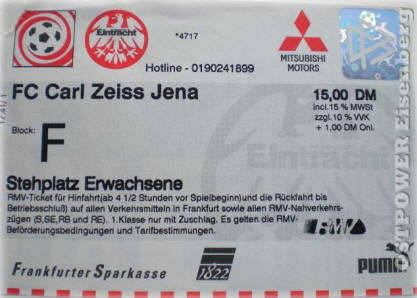 Eintracht
*4717
MITSUBISHI
MOTORS
Hotline - 0190241899
FC Carl Zeiss Jena
15,00 DM
incl.15 % MWSt
zzgl.10 % VVK
+ 1,00 DM Onl.
Block:
F
Eintracht
Stehplatz Erwachsene
RMV-Ticket für Hinfahrt(ab 4 1/2 Stunden vor Spielbeginn)und die Rückfahrt bis
Betriebsschluß) auf allen Verkehrsmitteln in Frankfurt sowie allen RMV-Nahverkehrs-
zügen (S,SE,RB und RE). 1.Klasse nur mit Zuschlag. Es gelten die RMV-
Beförderungsbedingungen und Tarifbestimmungen.
Frankfurter Sparkasse
1822
PUMA
OSTPOWER Eisenberg